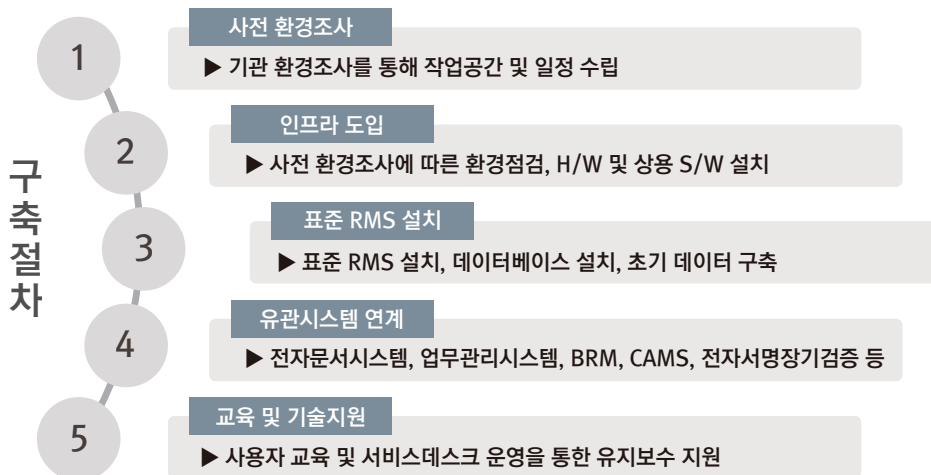 구축절차
1
사전 환경조사
▶ 기관 환경조사를 통해 작업공간 및 일정 수립
2
인프라 도입
▶ 사전 환경조사에 따른 환경점검, H/W 및 상용 S/W 설치
3
표준 RMS 설치
▶ 표준 RMS 설치, 데이터베이스 설치, 초기 데이터 구축
4
유관시스템 연계
▶ 전자문서시스템, 업무관리시스템, BRM, CAMS, 전자서명장기검증 등
5
교육 및 기술지원
▶ 사용자 교육 및 서비스데스크 운영을 통한 유지보수 지원